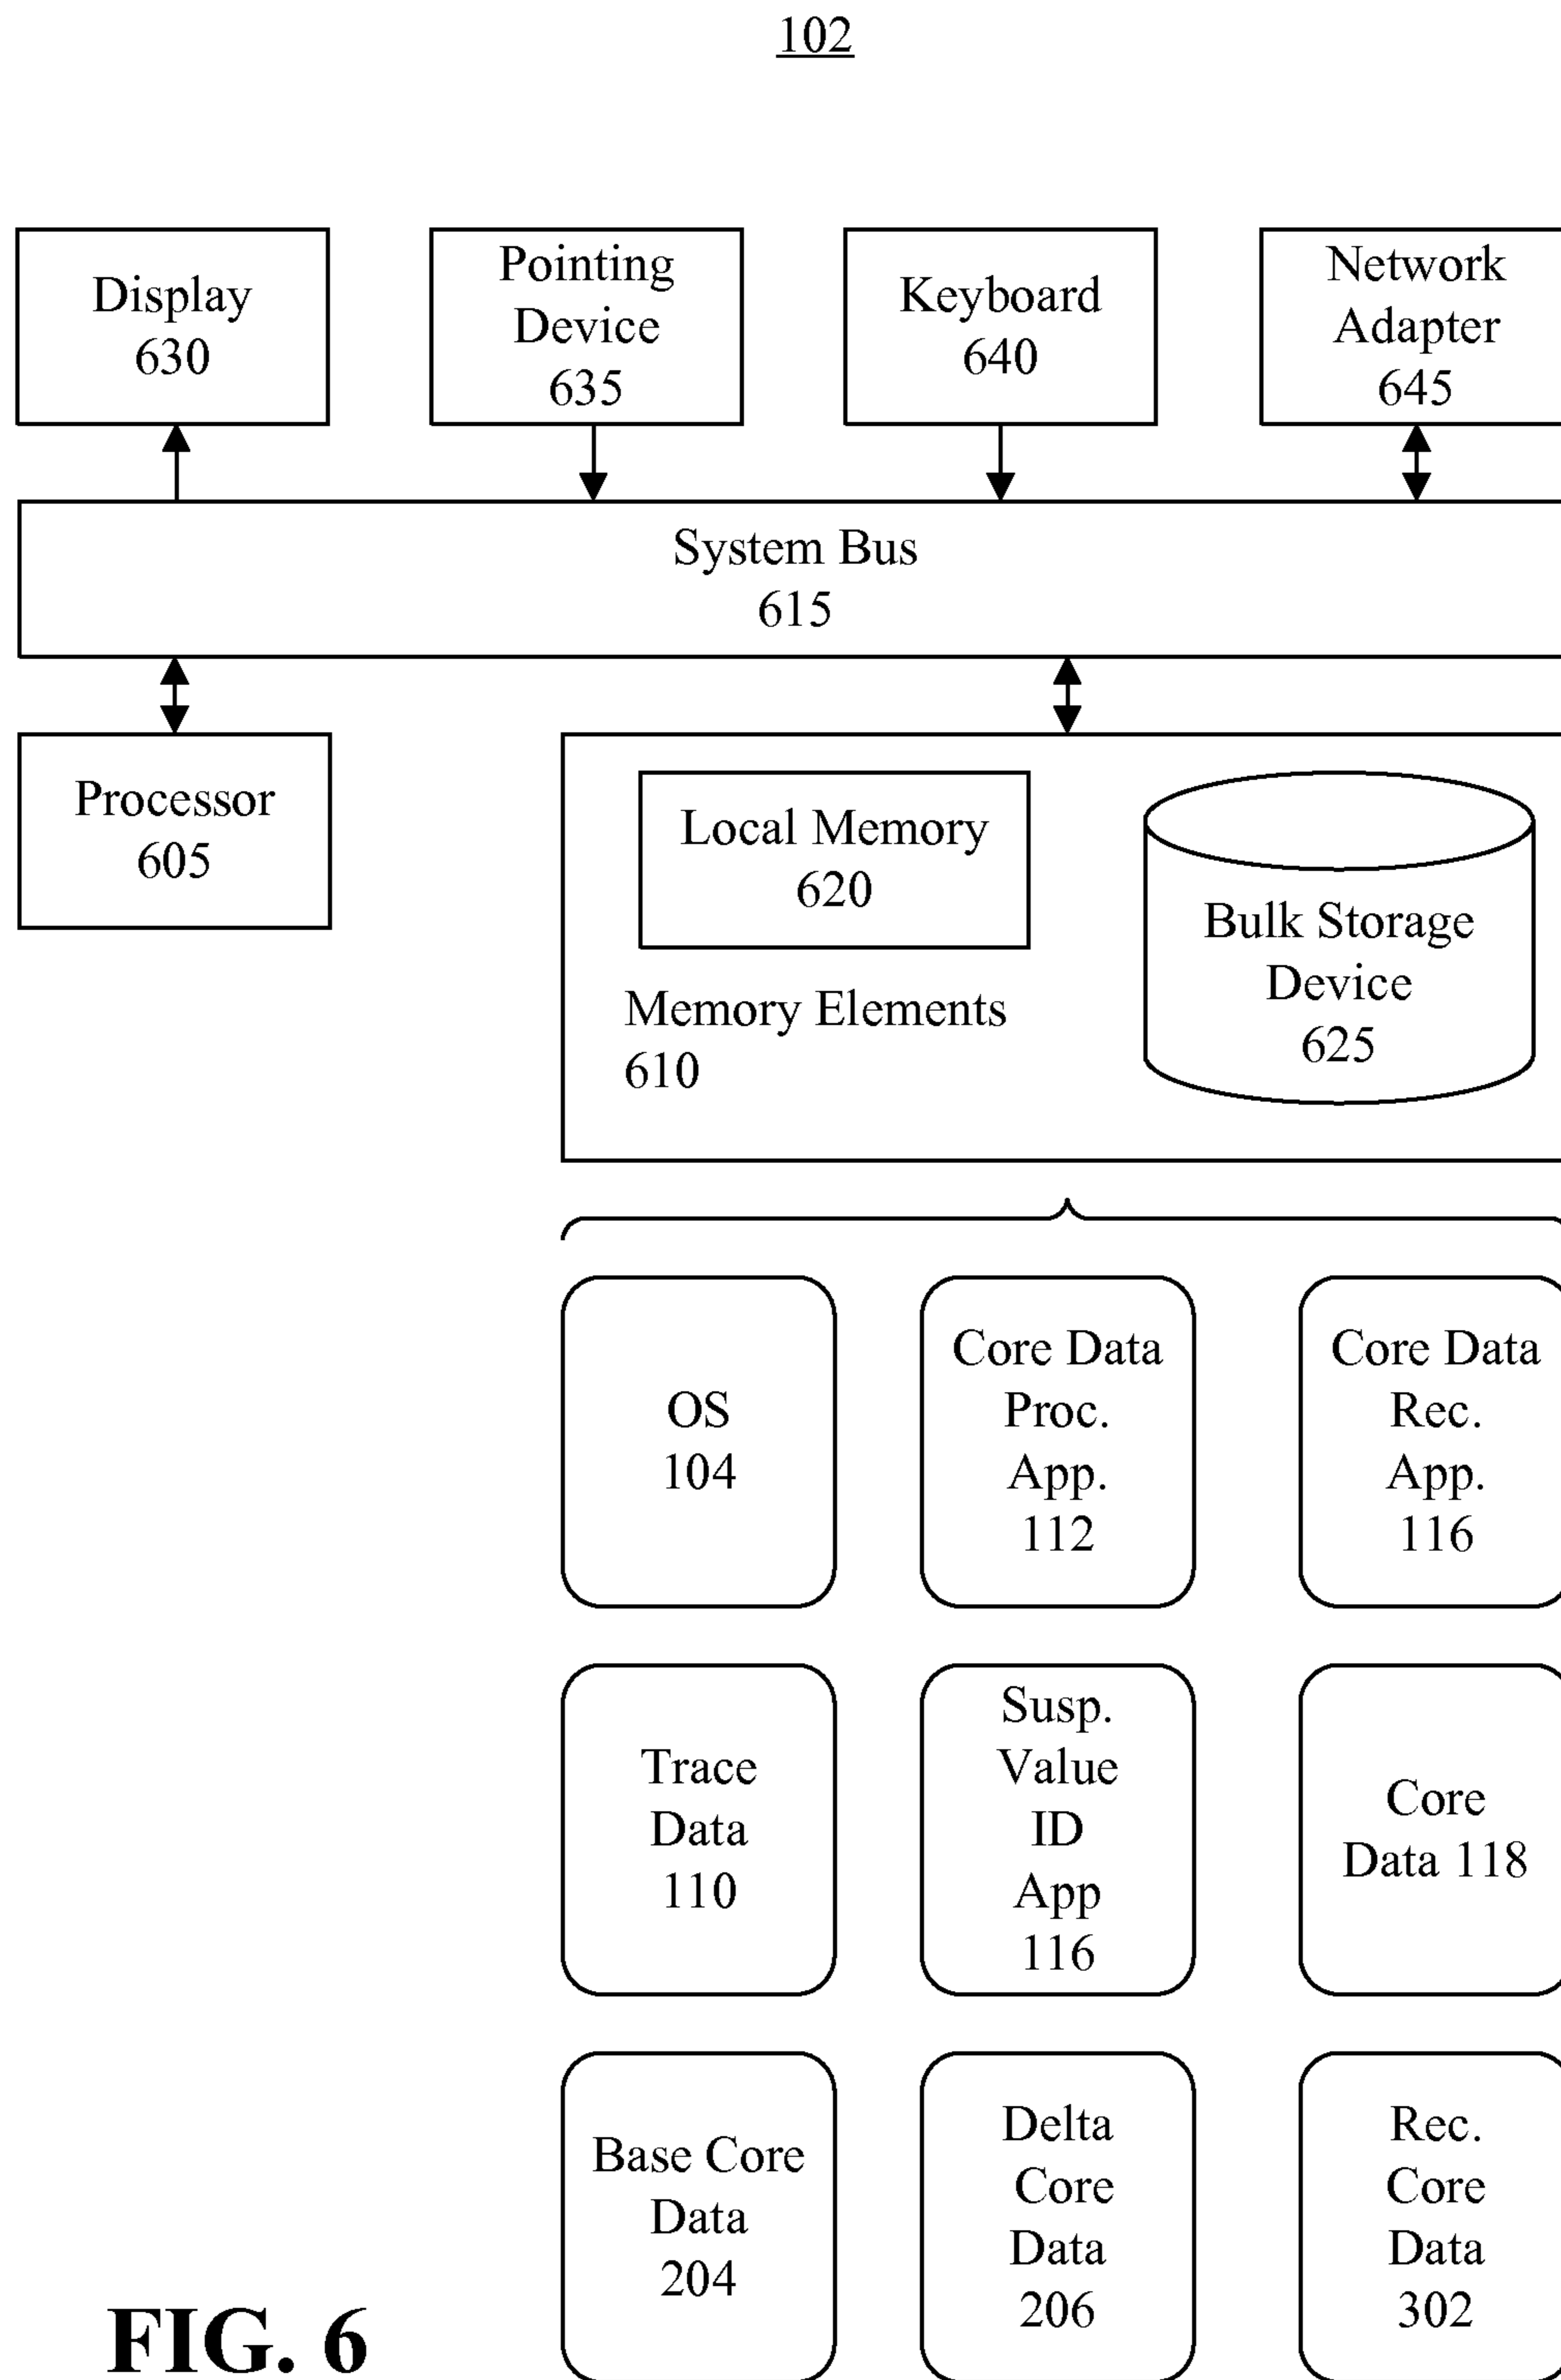 102
Display
630
Pointing
Device
635
Keyboard
640
Network
Adapter
645
System Bus
615
Processor
605
Local Memory
620
Memory Elements
610
Bulk Storage
Device
625
OS
104
Core Data
Proc.
App.
112
Core Data
Rec.
App.
116
Trace
Data
110
Susp.
Value
ID
App
116
Core
Data 118
Base Core
Data
204
Delta
Core
Data
206
Rec.
Core
Data
302
FIG. 6